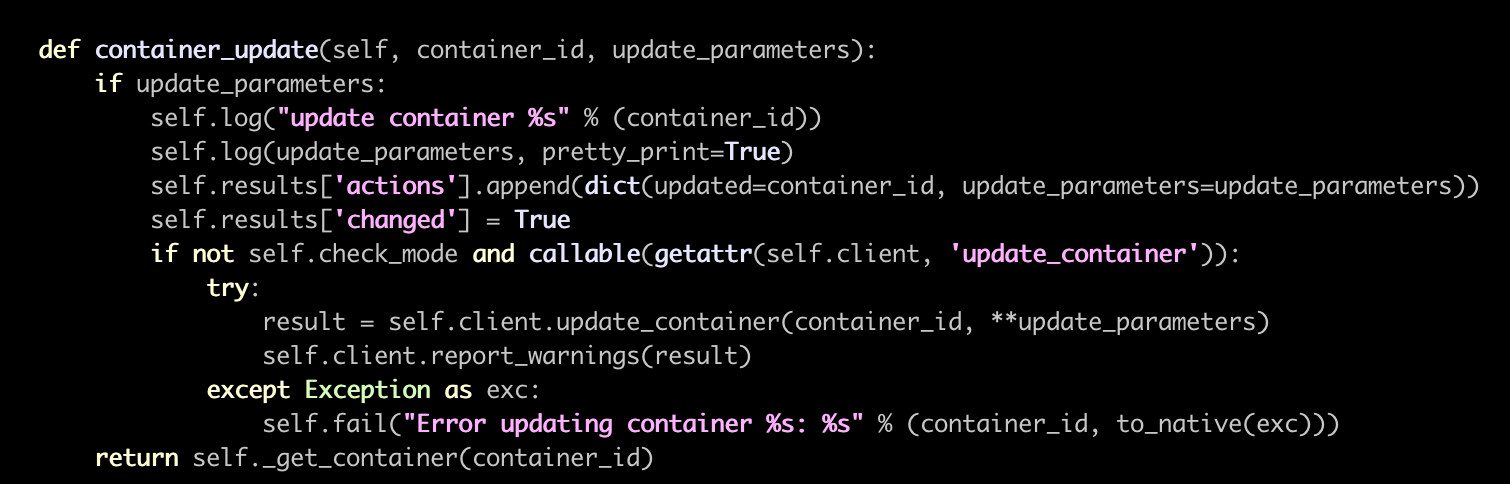 def container_update(self, container_id, update_parameters):
    if update_parameters:
        self.log("update container %s" % (container_id))
        self.log(update_parameters, pretty_print=True)
        self.results['actions'].append(dict(updated=container_id, update_parameters=update_parameters))
        self.results['changed'] = True
        if not self.check_mode and callable(getattr(self.client, 'update_container')):
            try:
                result = self.client.update_container(container_id, **update_parameters)
                self.client.report_warnings(result)
            except Exception as exc:
                self.fail("Error updating container %s: %s" % (container_id, to_native(exc)))
    return self._get_container(container_id)